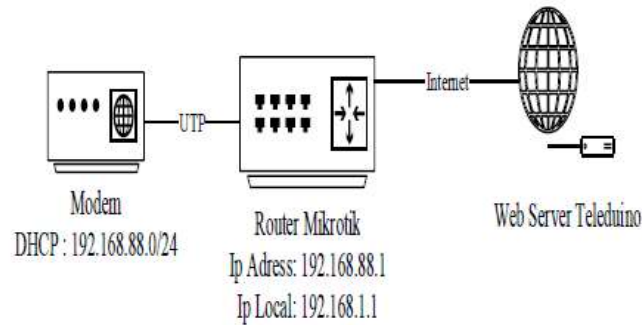 Internet
UTP
Modem
DHCP : 192.168.88.0/24
Router Mikrotik
Ip Adress: 192.168.88.1
Ip Local: 192.168.1.1
Web Server Teleduino